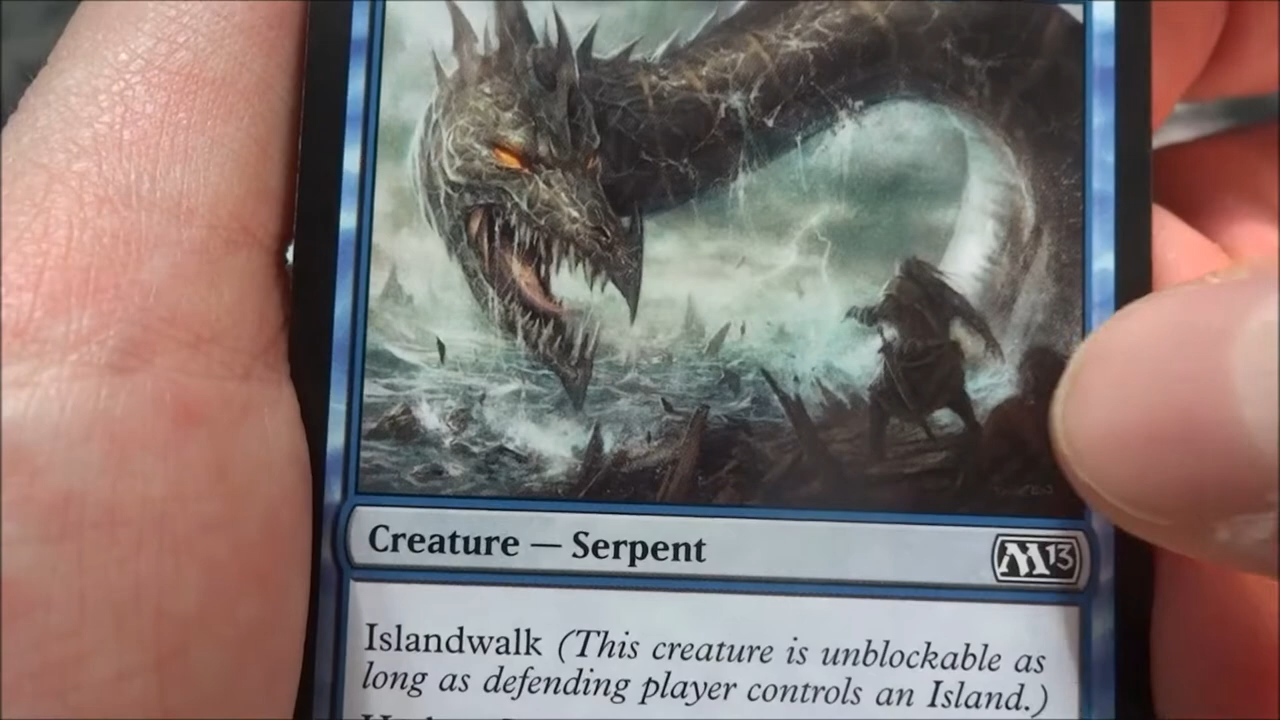 Creature — Serpent
M13
Islandwalk (This creature is unblockable as
long as defending player controls an Island.)